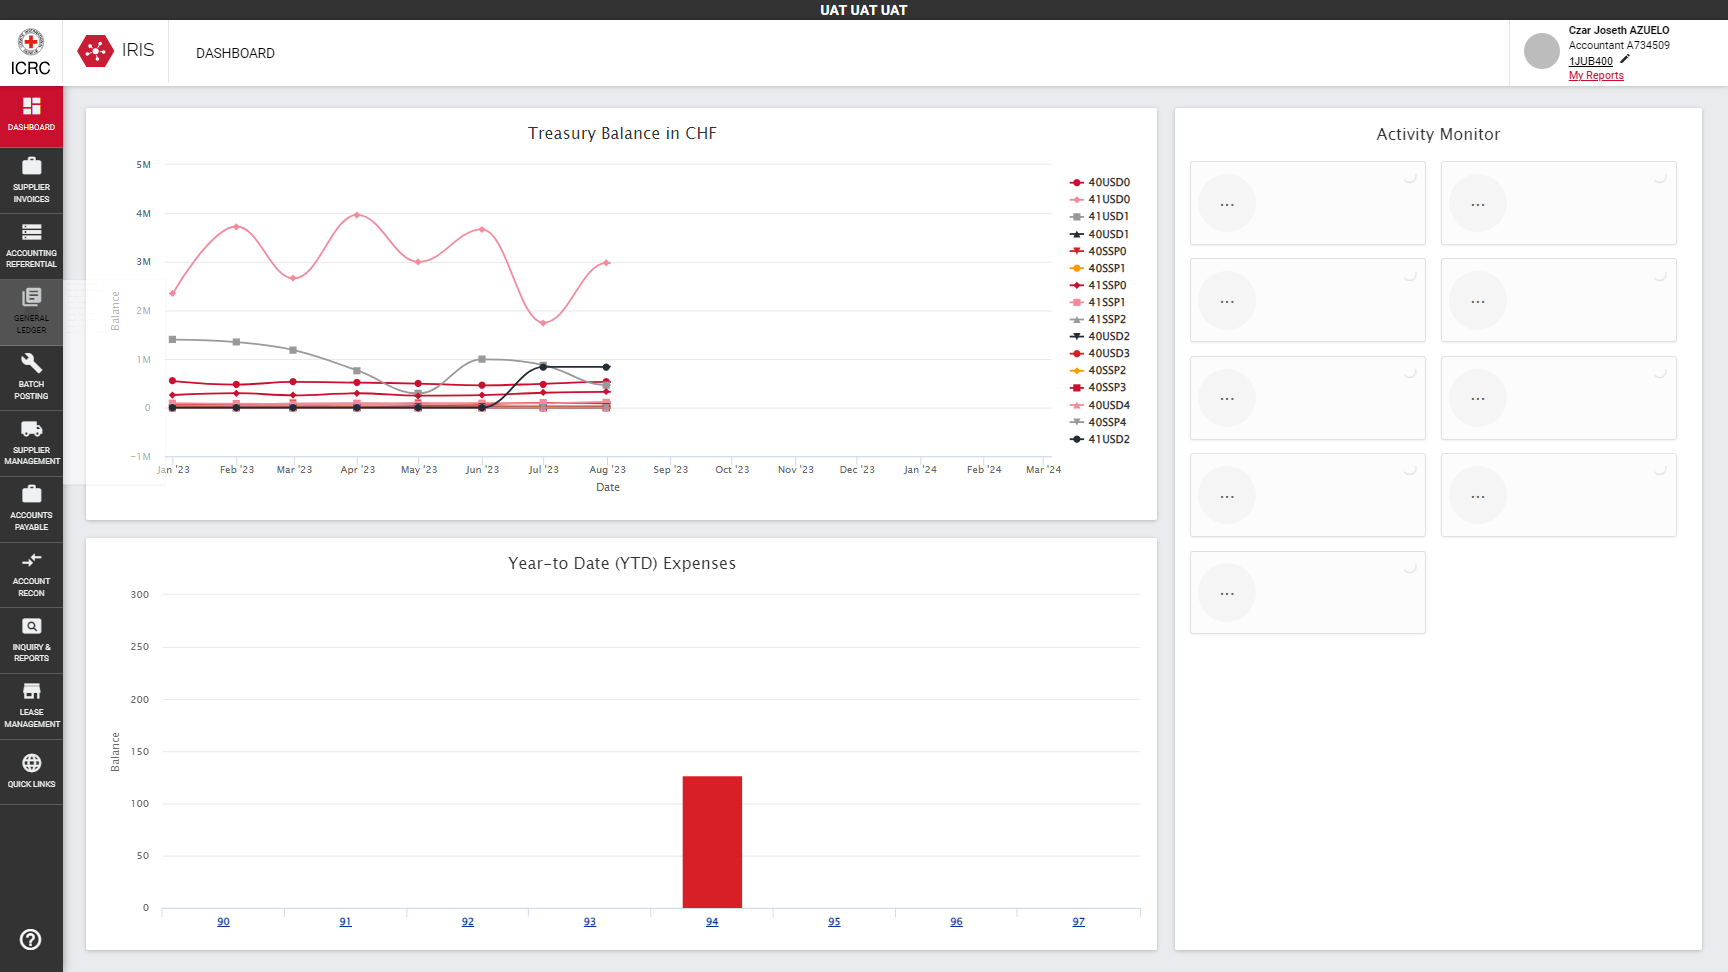 UAT UAT UAT
ICRC
IRIS
DASHBOARD
Czar Joseth AZUELO
Accountant A734509
1JUB400
My Reports
DASHBOARD
SUPPLIER
INVOICES
ACCOUNTING
REFERENTIAL
GENERAL
LEDGER
BATCH
POSTING
SUPPLIER
MANAGEMENT
ACCOUNTS
PAYABLE
ACCOUNT
RECON
INQUIRY &
REPORTS
LEASE
MANAGEMENT
QUICK LINKS
Treasury Balance in CHF
5M
4M
3M
2M
1M
0
−1M
Balance
Jan '23
Feb '23
Mar '23
Apr '23
May '23
Jun '23
Jul '23
Aug '23
Sep '23
Oct '23
Nov '23
Dec '23
Jan '24
Feb '24
Mar '24
Date
40USD0
41USD0
41USD1
40USD1
40SSP0
40SSP1
41SSP0
41SSP1
41SSP2
40USD2
40USD3
40SSP2
40SSP3
40USD4
40SSP4
41USD2
Year-to Date (YTD) Expenses
300
250
200
150
100
50
0
Balance
90
91
92
93
94
95
96
97
Activity Monitor
...
...
...
...
...
...
...
...
...